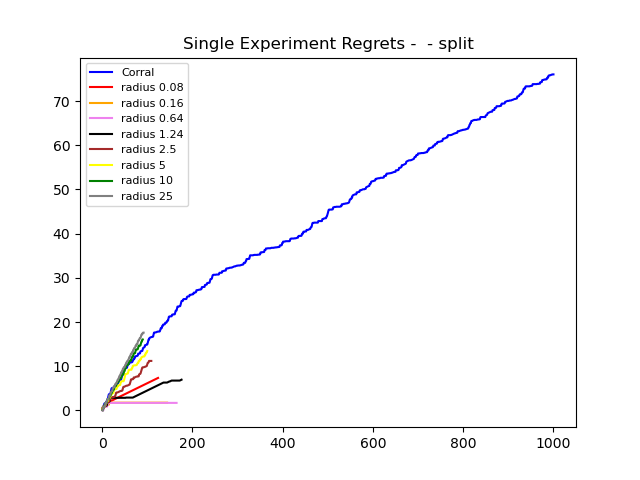 Single Experiment Regrets -  - split
Corral
radius 0.08
radius 0.16
radius 0.64
radius 1.24
radius 2.5
radius 5
radius 10
radius 25
70
60
50
40
30
20
10
0
0 200 400 600 800 1000